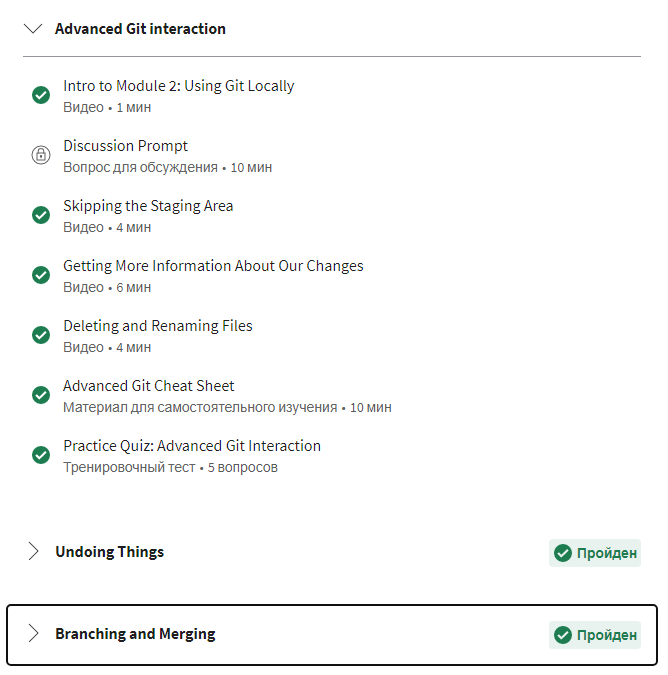 Advanced Git interaction
Intro to Module 2: Using Git Locally
Видео • 1 мин
Discussion Prompt
Вопрос для обсуждения • 10 мин
Skipping the Staging Area
Видео • 4 мин
Getting More Information About Our Changes
Видео • 6 мин
Deleting and Renaming Files
Видео • 4 мин
Advanced Git Cheat Sheet
Материал для самостоятельного изучения • 10 мин
Practice Quiz: Advanced Git Interaction
Тренировочный тест • 5 вопросов
Undoing Things Пройден
Branching and Merging Пройден